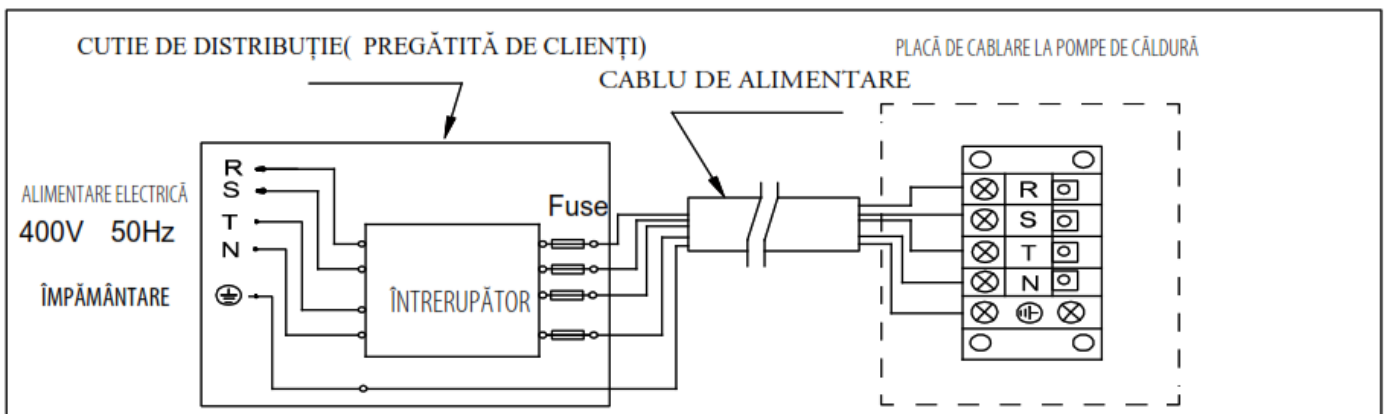 CUTIE DE DISTRIBUȚIE( PREGĂTITĂ DE CLIENȚI)
PLACĂ DE CABLARE LA POMPE DE CĂLDURĂ
CABLU DE ALIMENTARE
ALIMENTARE ELECTRICĂ
400V 50Hz
ÎMPĂMÂNTARE
R
S
T
N
ÎNTRERUPĂTOR
Fuse
R
S
T
N